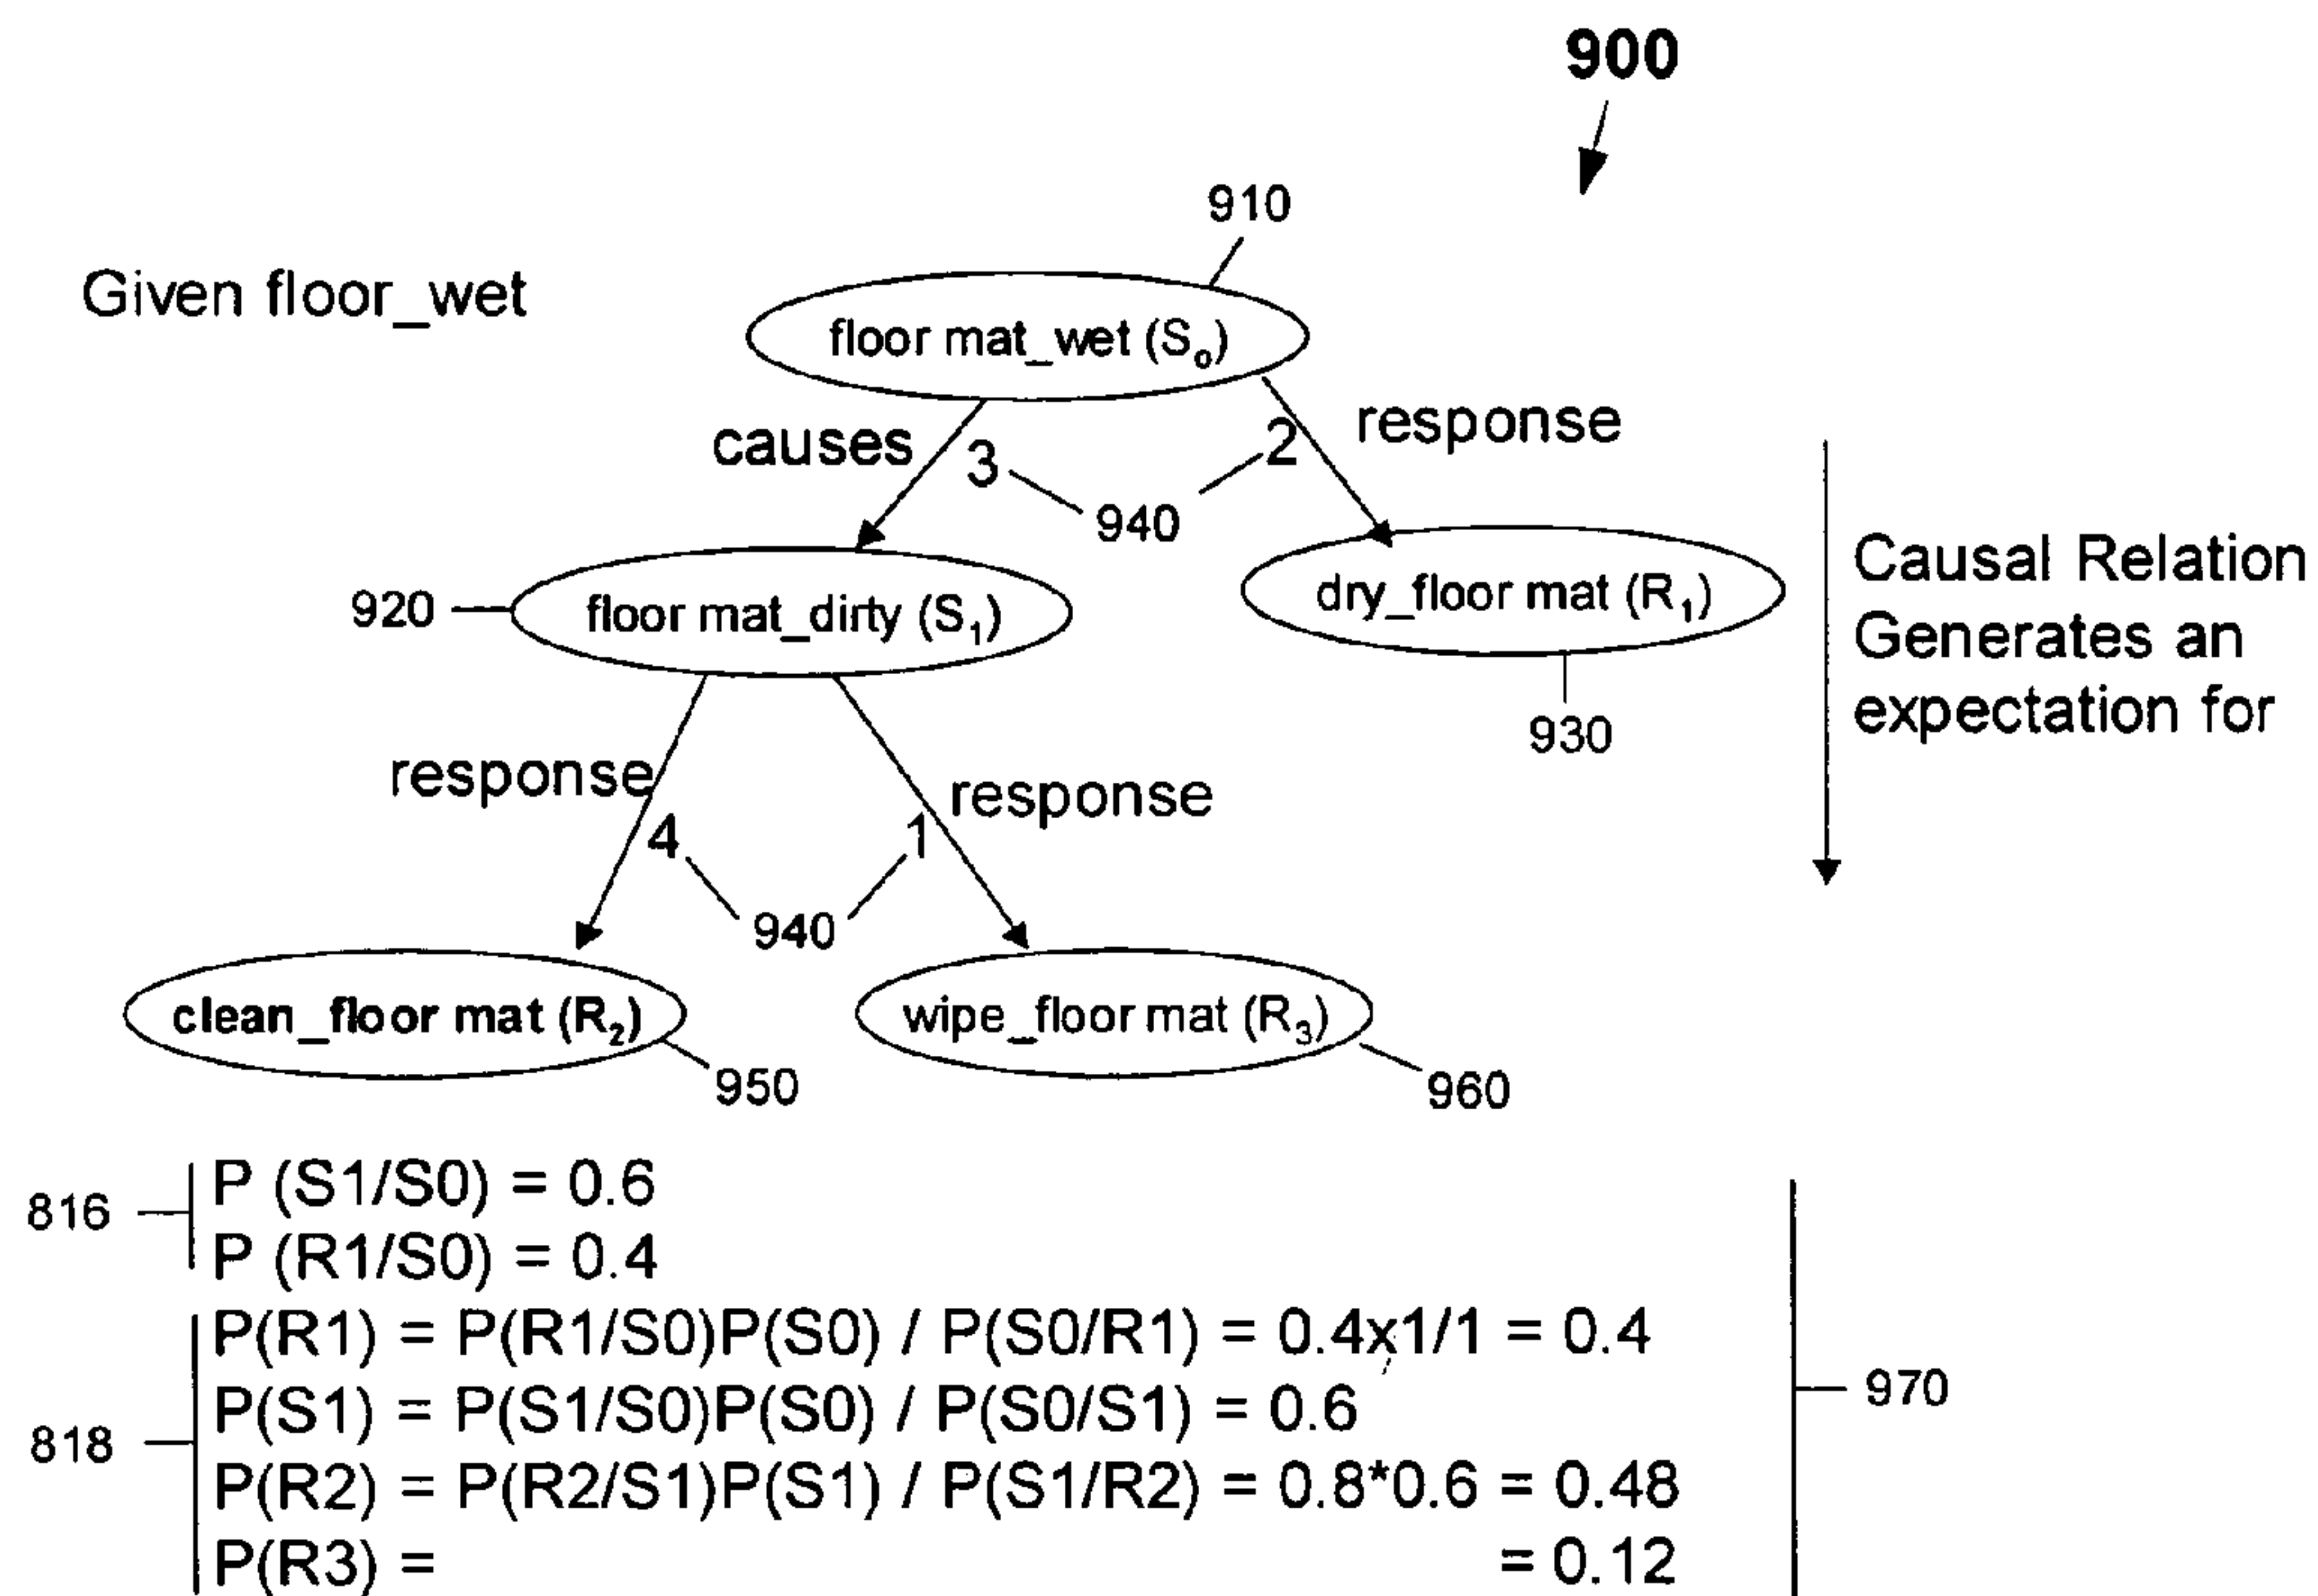 900
910
Given floor_wet
floor mat_wet (S₀)
causes
3
2
response
940
920
floor mat_dirty (S₁)
dry_floor mat (R₁)
930
Causal Relation
Generates an
expectation for
response
4
1
response
940
clean_floor mat (R₂)
wipe_floor mat (R₃)
950
960
816
P (S1/S0) = 0.6
P (R1/S0) = 0.4
818
P(R1) = P(R1/S0)P(S0) / P(S0/R1) = 0.4x1/1 = 0.4
P(S1) = P(S1/S0)P(S0) / P(S0/S1) = 0.6
P(R2) = P(R2/S1)P(S1) / P(S1/R2) = 0.8*0.6 = 0.48
P(R3) = = 0.12
970